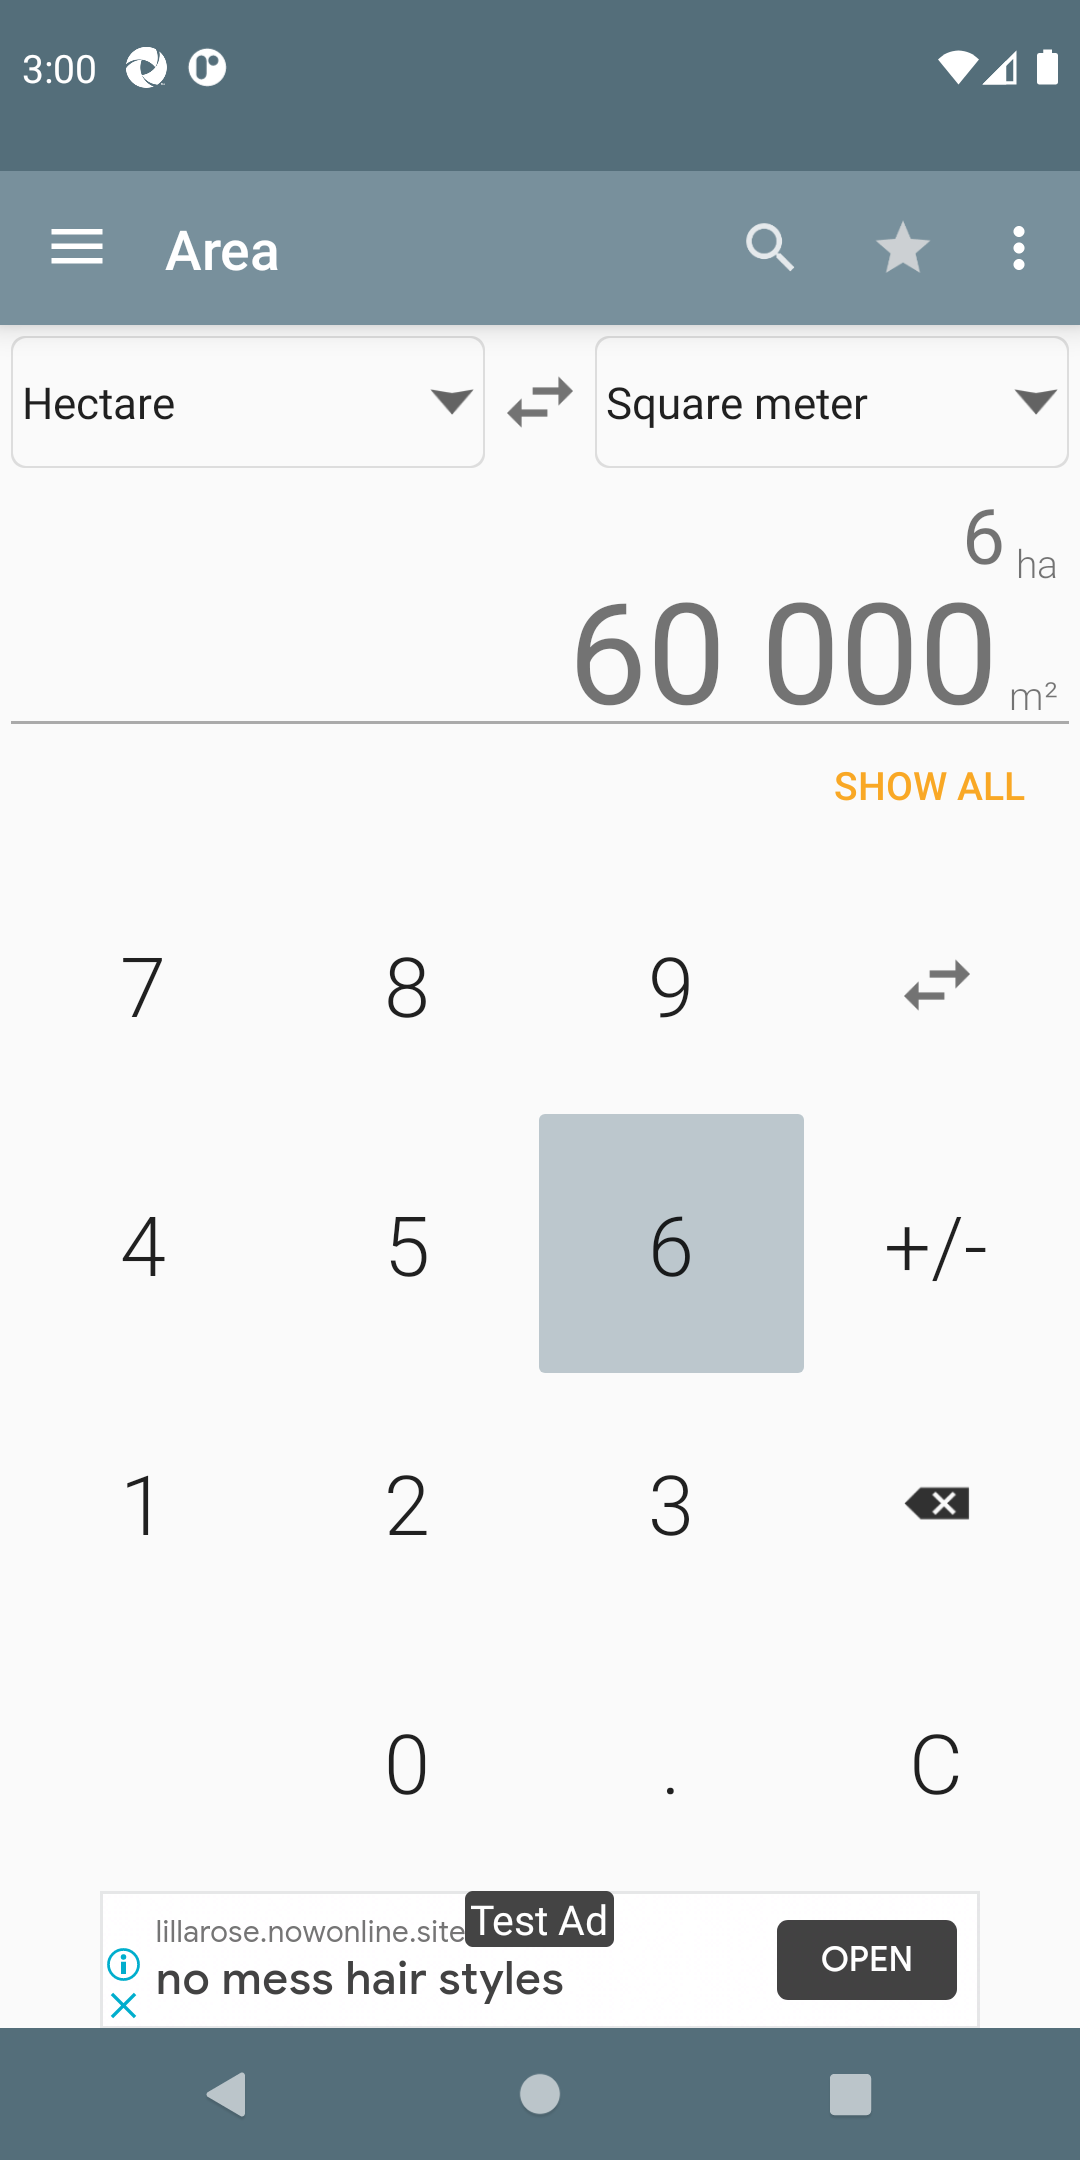 3:00
Area
Hectare
Square meter
6 ha
60 000 m²
SHOW ALL
7 8 9
4 5 6 +/-
1 2 3
0 . C
Test Ad
lillarose.nowonline.site
no mess hair styles
OPEN